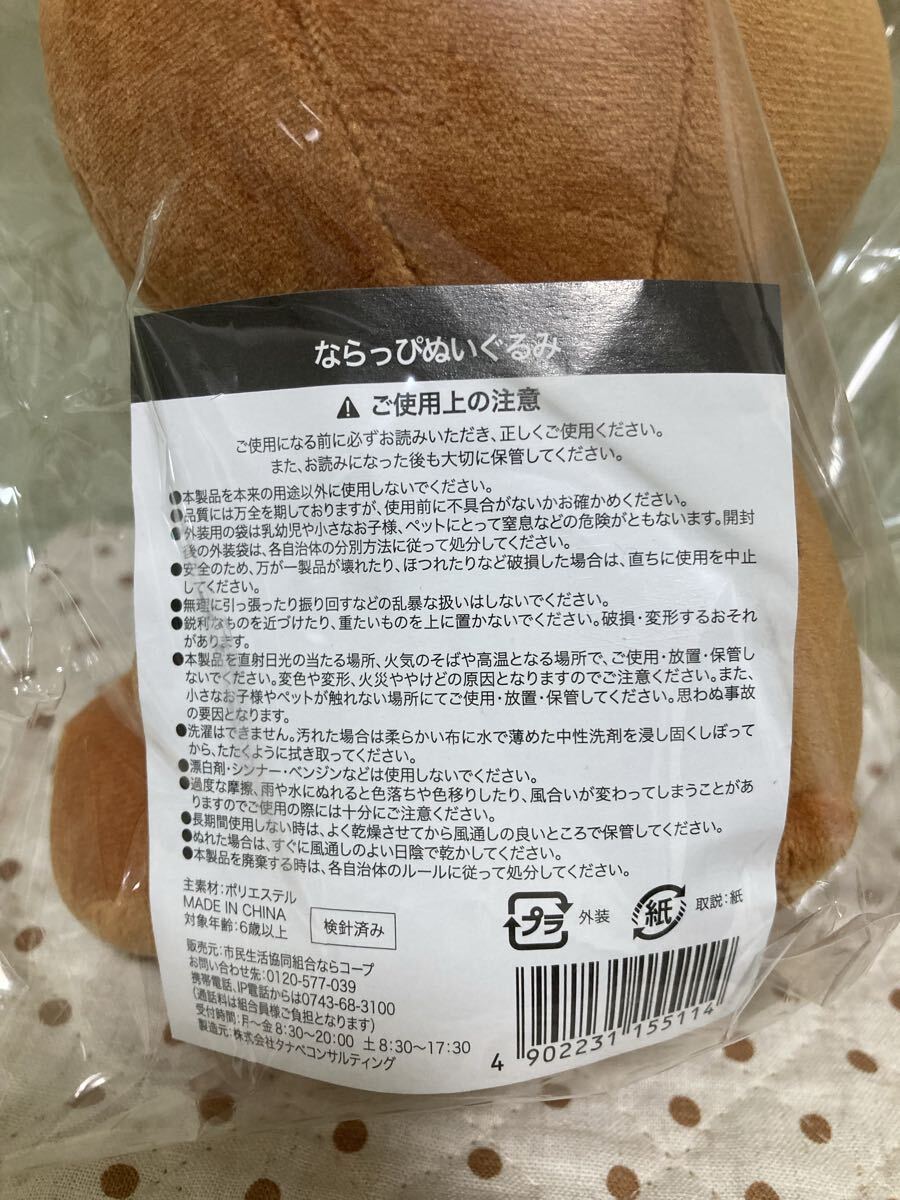 ならっぴぬいぐるみ
⚠ ご使用上の注意
ご使用になる前に必ずお読みいただき、正しくご使用ください。
また、お読みになった後も大切に保管してください。
●本製品を本来の用途以外に使用しないでください。
●品質には万全を期しておりますが、使用前に不具合がないかお確かめください。
●外装用の袋は乳幼児や小さなお子様、ペットにとって窒息などの危険がともないます。開封
後の外装袋は、各自治体の分別方法に従って処分してください。
●安全のため、万が一製品が壊れたり、ほつれたりなど破損した場合は、直ちに使用を中止
してください。
●無理に引っ張ったり振り回すなどの乱暴な扱いはしないでください。
●鋭利なものを近づけたり、重たいものを上に置かないでください。破損・変形するおそれ
があります。
●本製品を直射日光の当たる場所、火気のそばや高温となる場所で、ご使用・放置・保管し
ないでください。変色や変形、火災ややけどの原因となりますのでご注意ください。また、
小さなお子様やペットが触れない場所にてご使用・放置・保管してください。思わぬ事故
の要因となります。
●洗濯はできません。汚れた場合は柔らかい布に水で薄めた中性洗剤を浸し固くしぼって
から、たたくように拭き取ってください。
●漂白剤・シンナー・ベンジンなどは使用しないでください。
●過度な摩擦、雨や水にぬれると色落ちや色移りしたり、風合いが変わってしまうことがあ
りますのでご使用の際には十分にご注意ください。
●長期間使用しない時は、よく乾燥させてから風通しの良いところで保管してください。
●ぬれた場合は、すぐに風通しのよい日陰で乾かしてください。
●本製品を廃棄する時は、各自治体のルールに従って処分してください。
主素材:ポリエステル
MADE IN CHINA
対象年齢:6歳以上
検針済み
プラ 外装
紙 取説:紙
販売元:市民生活協同組合ならコープ
お問い合わせ先:0120-577-039
携帯電話、IP電話からは0743-68-3100
(通話料は組合員様ご負担となります)
受付時間:月〜金8:30〜20:00 土8:30〜17:30
製造元:株式会社タナベコンサルティング
4 902231 155114